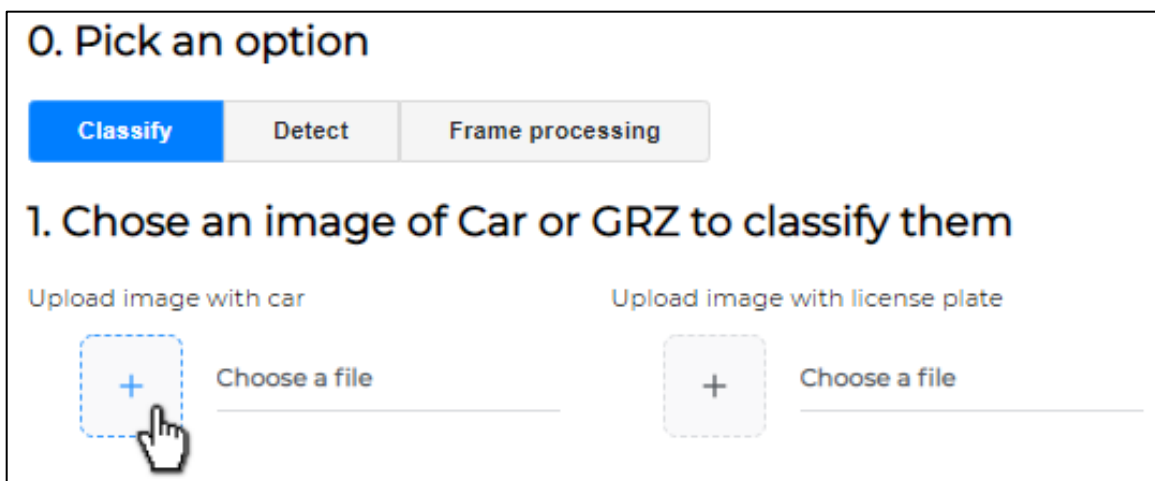 0. Pick an option
Classify Detect Frame processing
1. Chose an image of Car or GRZ to classify them
Upload image with car Upload image with license plate
+ Choose a file + Choose a file